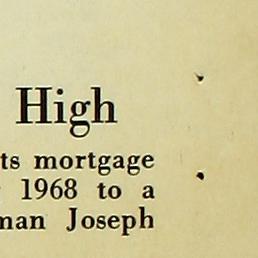 High
ts mortgage
1968 to a
man Joseph